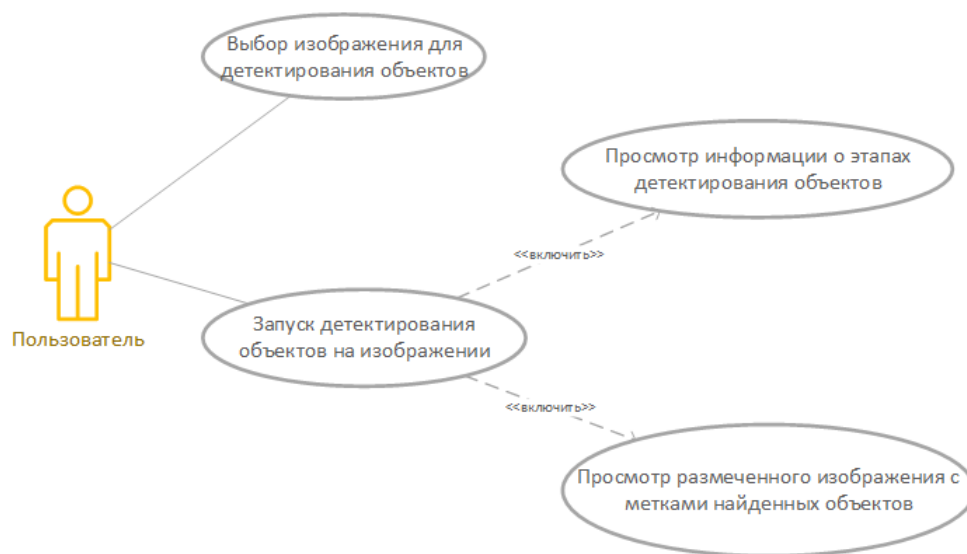 Выбор изображения для
детектирования объектов
Просмотр информации о этапах
детектирования объектов
<<включить>>
Пользователь
Запуск детектирования
объектов на изображении
<<включить>>
Просмотр размеченного изображения с
метками найденных объектов